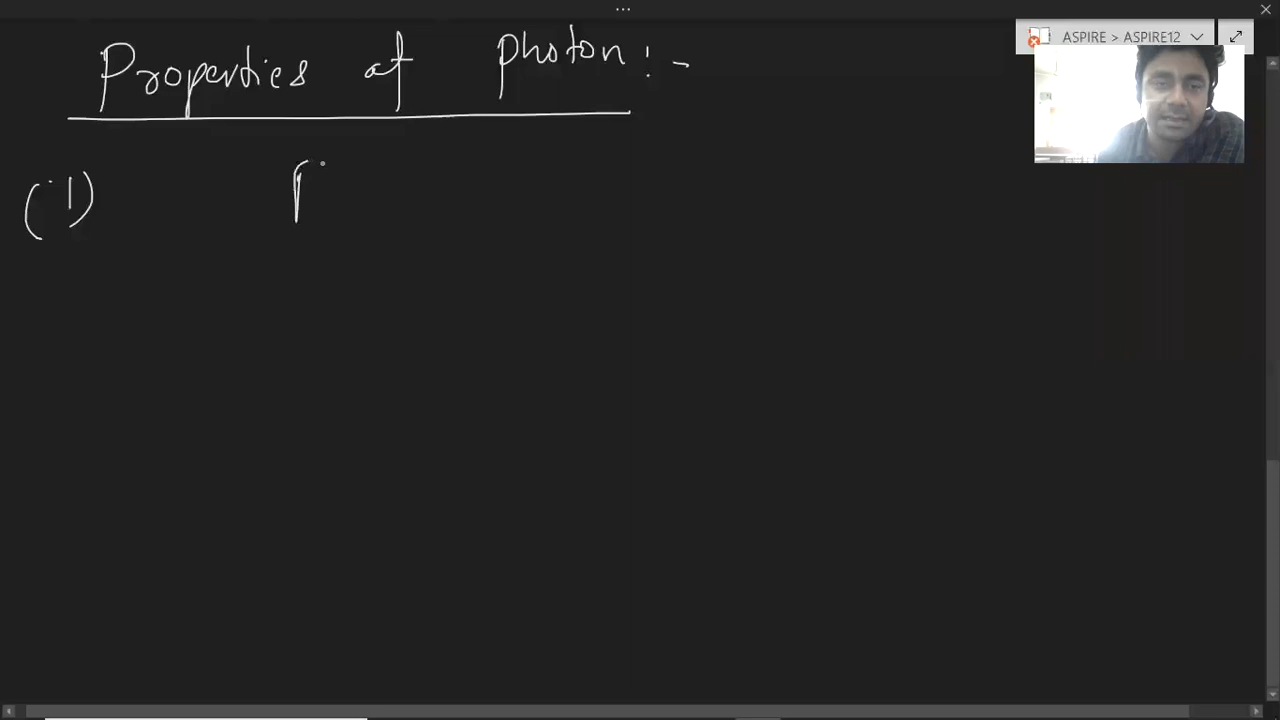 Properties of photon:-
ASPIRE > ASPIRE12
(1)